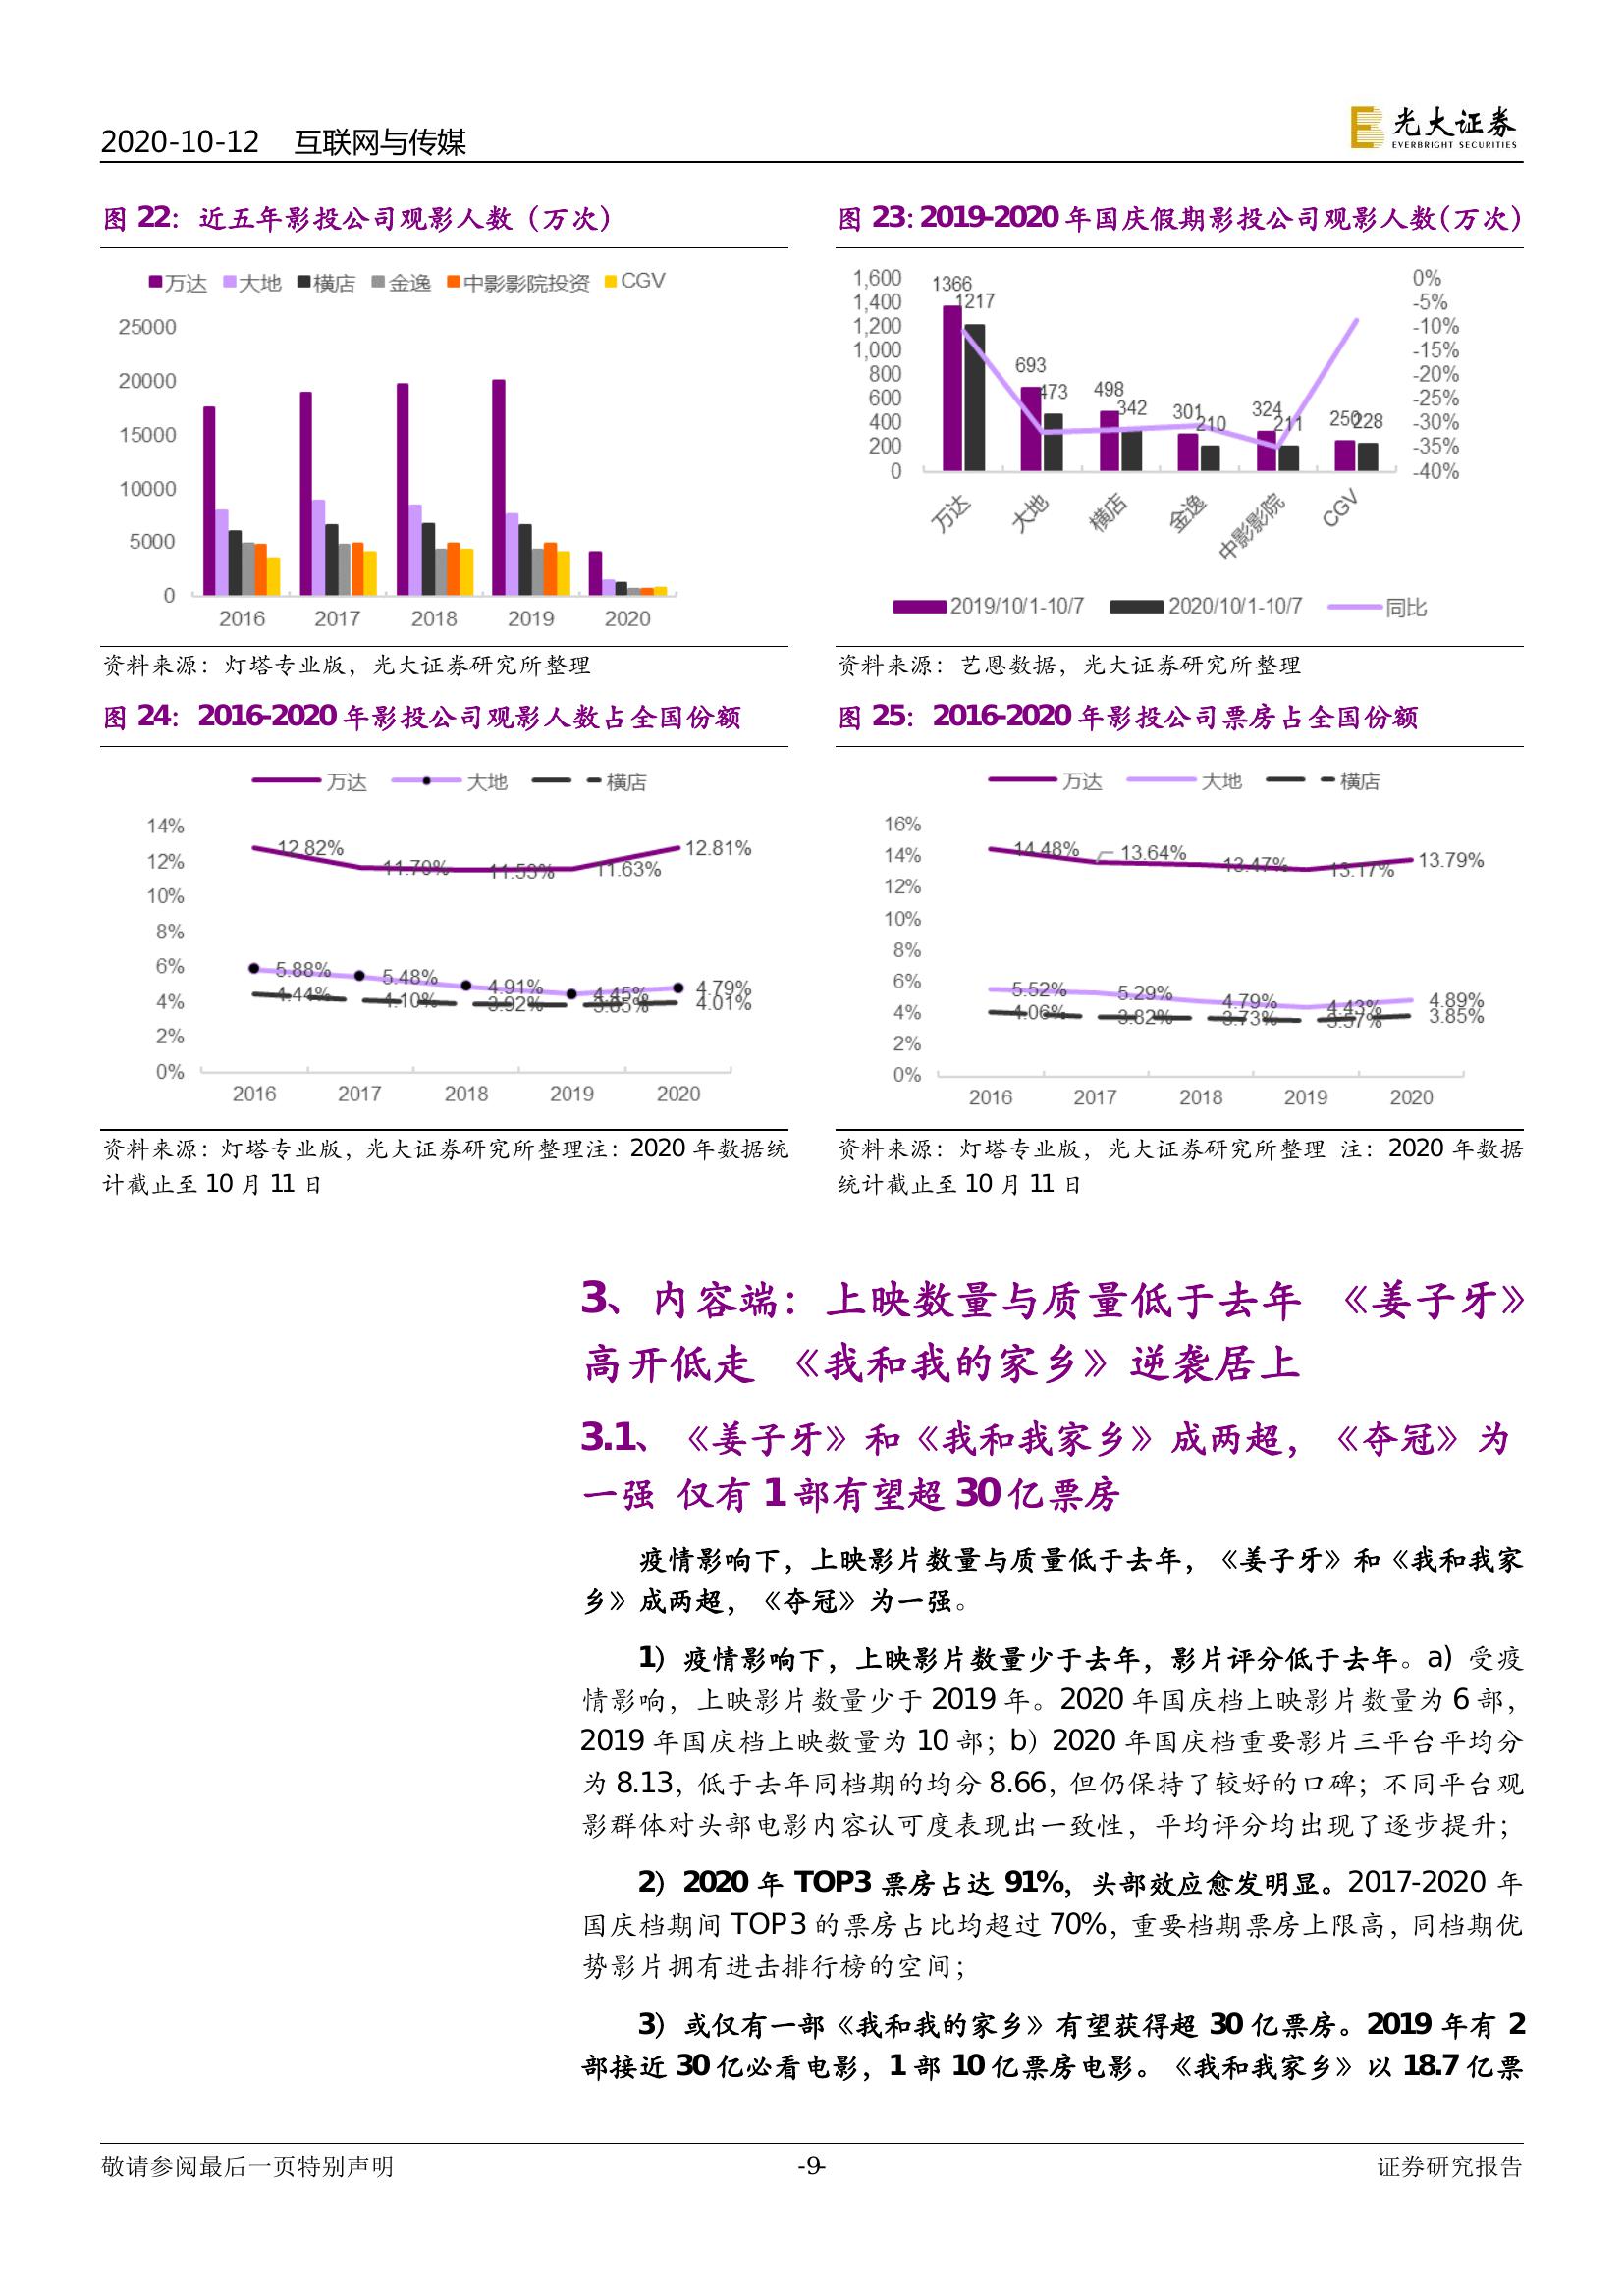 2020-10-12 互联网与传媒
光大证券
EVERBRIGHT SECURITIES
图 22：近五年影投公司观影人数（万次）
万达 大地 横店 金逸 中影影院投资 CGV
25000
20000
15000
10000
5000
0
2016 2017 2018 2019 2020
资料来源：灯塔专业版，光大证券研究所整理
图 23：2019-2020 年国庆假期影投公司观影人数(万次)
1,600
1,400
1,200
1,000
800
600
400
200
0
1366 1217
693 473
498 342
301 210
324 211
250 228
0%
-5%
-10%
-15%
-20%
-25%
-30%
-35%
-40%
万达 大地 横店 金逸 中影影院 CGV
2019/10/1-10/7 2020/10/1-10/7 同比
资料来源：艺恩数据，光大证券研究所整理
图 24：2016-2020 年影投公司观影人数占全国份额
万达 大地 横店
14%
12%
10%
8%
6%
4%
2%
0%
12.82% 11.63% 12.81%
5.88% 5.48% 4.91% 4.45% 4.79%
4.44% 4.10% 3.92% 3.85% 4.01%
2016 2017 2018 2019 2020
资料来源：灯塔专业版，光大证券研究所整理注：2020 年数据统
计截止至 10 月 11 日
图 25：2016-2020 年影投公司票房占全国份额
万达 大地 横店
16%
14%
12%
10%
8%
6%
4%
2%
0%
14.48% 13.64% 13.47% 13.17% 13.79%
5.52% 5.29% 4.79% 4.43% 4.89%
4.06% 3.82% 3.73% 3.57% 3.85%
2016 2017 2018 2019 2020
资料来源：灯塔专业版，光大证券研究所整理 注：2020 年数据
统计截止至 10 月 11 日
3、内容端：上映数量与质量低于去年 《姜子牙》
高开低走 《我和我的家乡》逆袭居上
3.1、《姜子牙》和《我和我家乡》成两超，《夺冠》为
一强 仅有 1 部有望超 30 亿票房
疫情影响下，上映影片数量与质量低于去年，《姜子牙》和《我和我家
乡》成两超，《夺冠》为一强。
1）疫情影响下，上映影片数量少于去年，影片评分低于去年。a）受疫
情影响，上映影片数量少于 2019 年。2020 年国庆档上映影片数量为 6 部，
2019 年国庆档上映数量为 10 部；b）2020 年国庆档重要影片三平台平均分
为 8.13，低于去年同档期的均分 8.66，但仍保持了较好的口碑；不同平台观
影群体对头部电影内容认可度表现出一致性，平均评分均出现了逐步提升；
2）2020 年 TOP3 票房占达 91%，头部效应愈发明显。2017-2020 年
国庆档期间 TOP3 的票房占比均超过 70%，重要档期票房上限高，同档期优
势影片拥有进击排行榜的空间；
3）或仅有一部《我和我的家乡》有望获得超 30 亿票房。2019 年有 2
部接近 30 亿必看电影，1 部 10 亿票房电影。《我和我家乡》以 18.7 亿票
敬请参阅最后一页特别声明
-9-
证券研究报告